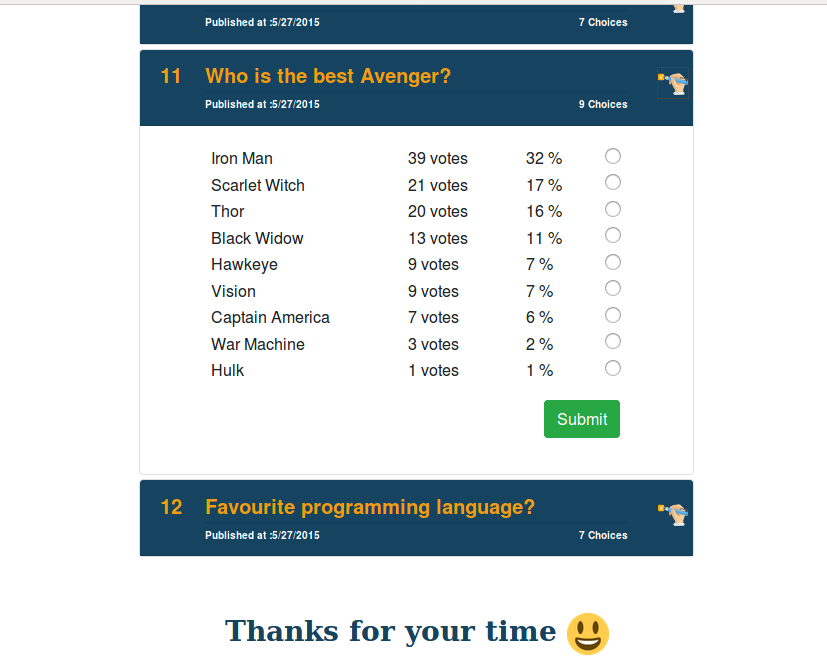 Published at :5/27/2015 7 Choices
11 Who is the best Avenger?
Published at :5/27/2015 9 Choices
Iron Man 39 votes 32 %
Scarlet Witch 21 votes 17 %
Thor 20 votes 16 %
Black Widow 13 votes 11 %
Hawkeye 9 votes 7 %
Vision 9 votes 7 %
Captain America 7 votes 6 %
War Machine 3 votes 2 %
Hulk 1 votes 1 %
Submit
12 Favourite programming language?
Published at :5/27/2015 7 Choices
Thanks for your time